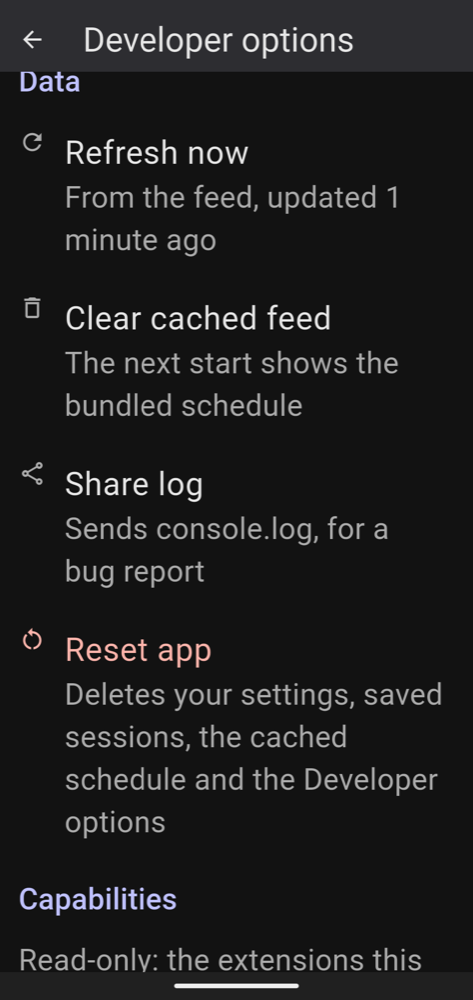 Developer options
Data
Refresh now
From the feed, updated 1
minute ago
Clear cached feed
The next start shows the
bundled schedule
Share log
Sends console.log, for a
bug report
Reset app
Deletes your settings, saved
sessions, the cached
schedule and the Developer
options
Capabilities
Read-only: the extensions this